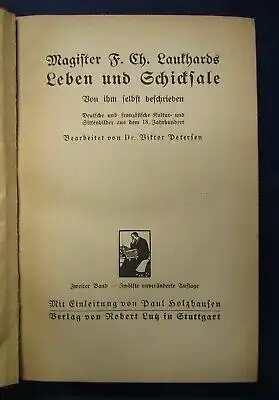 Magister F. Ch. Laukhards
Leben und Schicksale
Von ihm selbst beschrieben
Deutsche und französische Kultur- und
Sittenbilder aus dem 18. Jahrhundert
Bearbeitet von Dr. Viktor Petersen
Zweiter Band — Zwölfte unveränderte Auflage
Mit Einleitung von Paul Holzhausen
Verlag von Robert Lutz in Stuttgart